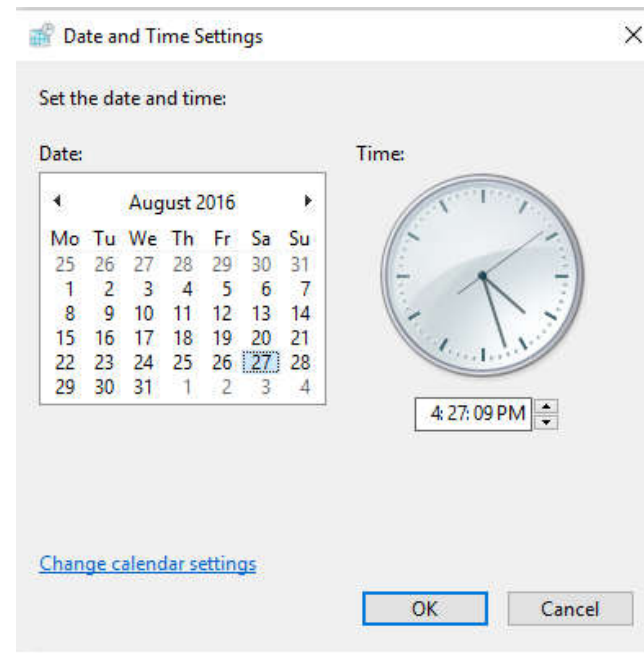 Date and Time Settings
Set the date and time:
Date:
Time:
August 2016
Mo Tu We Th Fr Sa Su
25 26 27 28 29 30 31
1 2 3 4 5 6 7
8 9 10 11 12 13 14
15 16 17 18 19 20 21
22 23 24 25 26 27 28
29 30 31 1 2 3 4
4:27:09 PM
Change calendar settings
OK Cancel